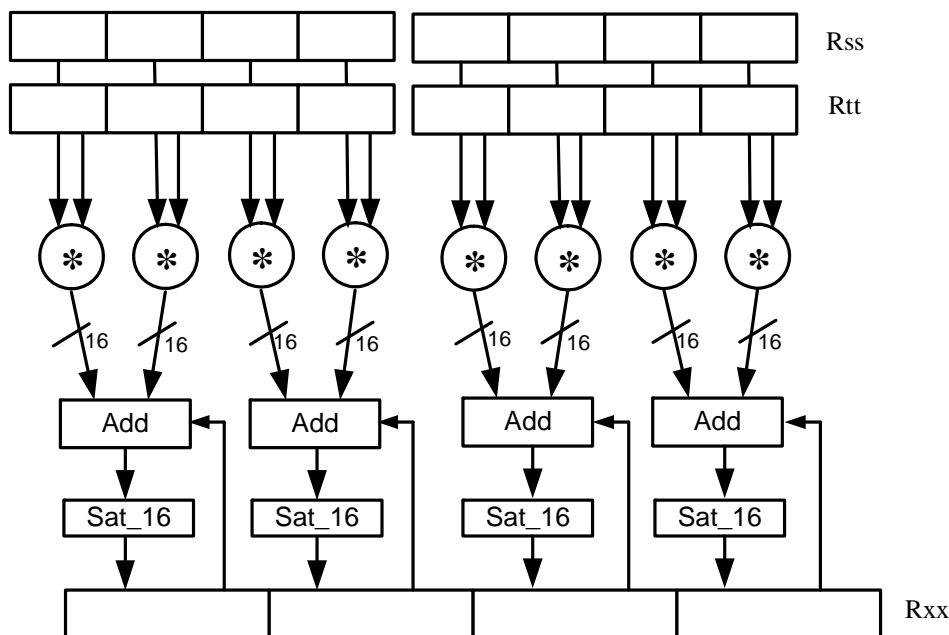 Rss
Rtt
* * * * * * * *
16 16 16 16 16 16 16 16
Add Add Add Add
Sat_16 Sat_16 Sat_16 Sat_16
Rxx